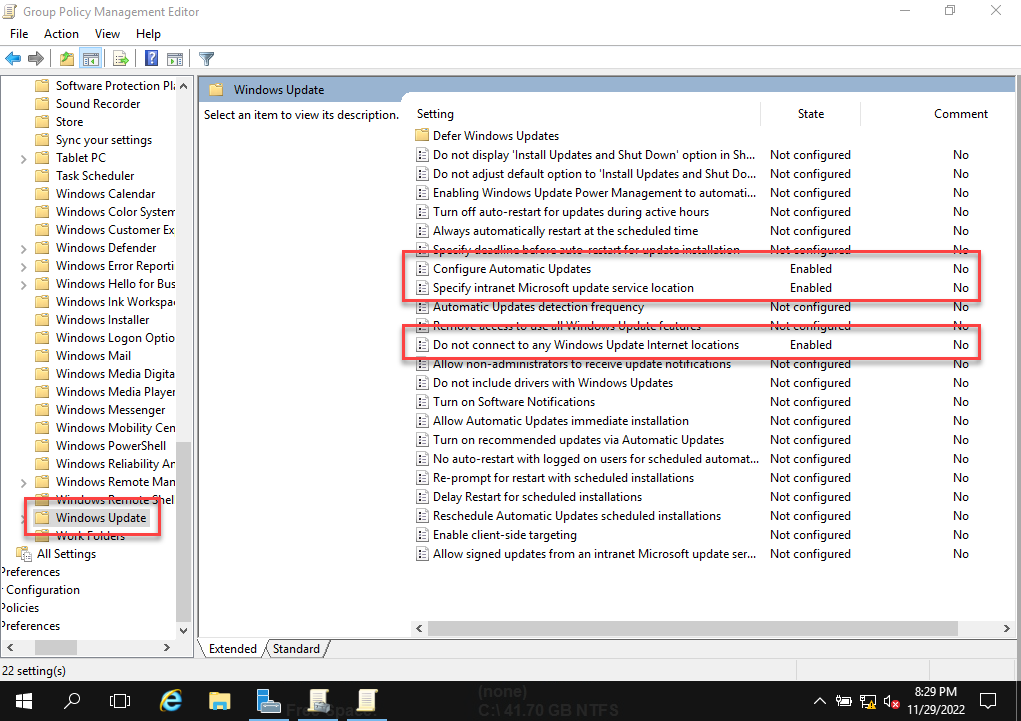 Group Policy Management Editor
File Action View Help
Software Protection Pla
Sound Recorder
Store
Sync your settings
Tablet PC
Task Scheduler
Windows Calendar
Windows Color System
Windows Customer Ex
Windows Defender
Windows Error Reporti
Windows Hello for Bus
Windows Ink Workspac
Windows Installer
Windows Logon Optio
Windows Mail
Windows Media Digita
Windows Media Player
Windows Messenger
Windows Mobility Cen
Windows PowerShell
Windows Reliability An
Windows Remote Man
Windows Remote Shel
Windows Update
Work Folders
All Settings
Preferences
Configuration
Policies
Preferences
Windows Update
Select an item to view its description.
Setting State Comment
Defer Windows Updates
Do not display 'Install Updates and Shut Down' option in Sh... Not configured No
Do not adjust default option to 'Install Updates and Shut Do... Not configured No
Enabling Windows Update Power Management to automati... Not configured No
Turn off auto-restart for updates during active hours Not configured No
Always automatically restart at the scheduled time Not configured No
Specify deadline before auto-restart for update installation Not configured No
Configure Automatic Updates Enabled No
Specify intranet Microsoft update service location Enabled No
Automatic Updates detection frequency Not configured No
Remove access to use all Windows Update features Not configured No
Do not connect to any Windows Update Internet locations Enabled No
Allow non-administrators to receive update notifications Not configured No
Do not include drivers with Windows Updates Not configured No
Turn on Software Notifications Not configured No
Allow Automatic Updates immediate installation Not configured No
Turn on recommended updates via Automatic Updates Not configured No
No auto-restart with logged on users for scheduled automat... Not configured No
Re-prompt for restart with scheduled installations Not configured No
Delay Restart for scheduled installations Not configured No
Reschedule Automatic Updates scheduled installations Not configured No
Enable client-side targeting Not configured No
Allow signed updates from an intranet Microsoft update ser... Not configured No
Extended Standard
22 setting(s)
(none)
Free Space: C:\ 41.70 GB NTFS
8:29 PM
11/29/2022